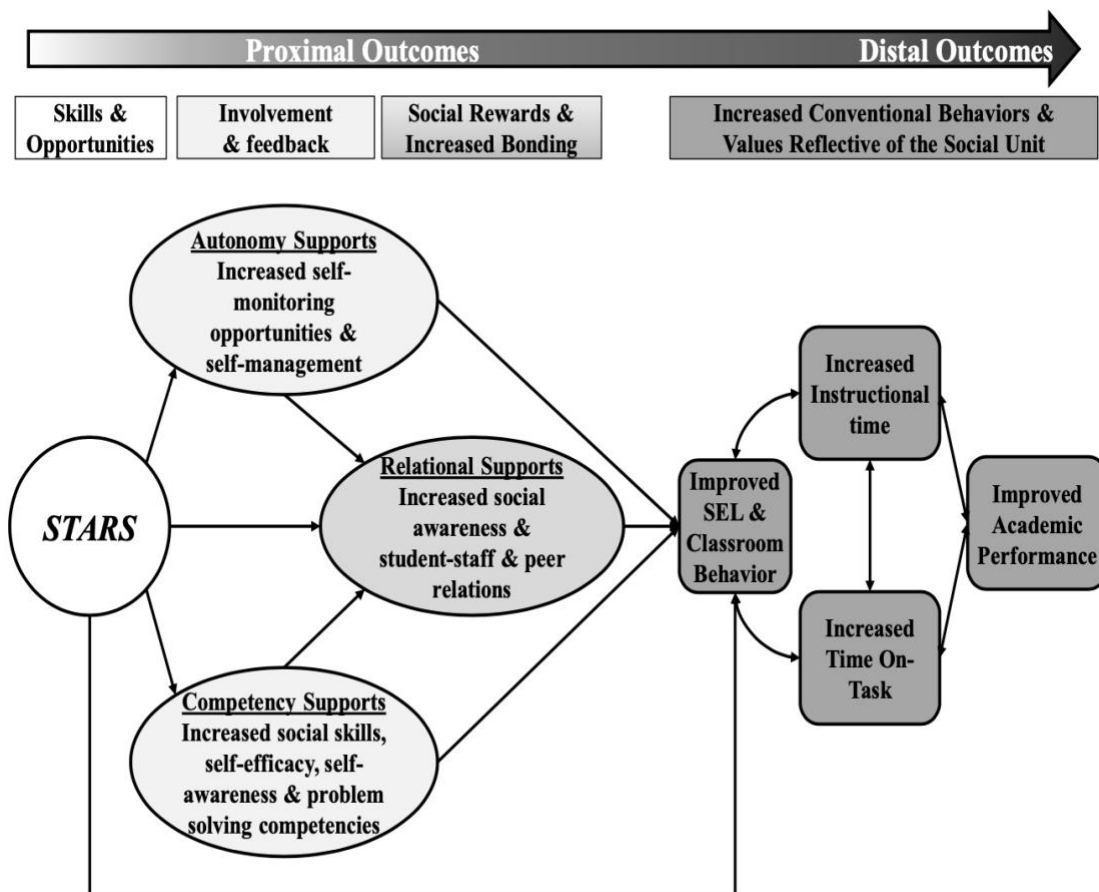 Proximal Outcomes
Distal Outcomes
Skills &
Opportunities
Involvement
& feedback
Social Rewards &
Increased Bonding
Increased Conventional Behaviors &
Values Reflective of the Social Unit
Autonomy Supports
Increased self-
monitoring
opportunities &
self-management
STARS
Relational Supports
Increased social
awareness &
student-staff & peer
relations
Competency Supports
Increased social skills,
self-efficacy, self-
awareness & problem
solving competencies
Improved
SEL &
Classroom
Behavior
Increased
Instructional
time
Increased
Time On-
Task
Improved
Academic
Performance